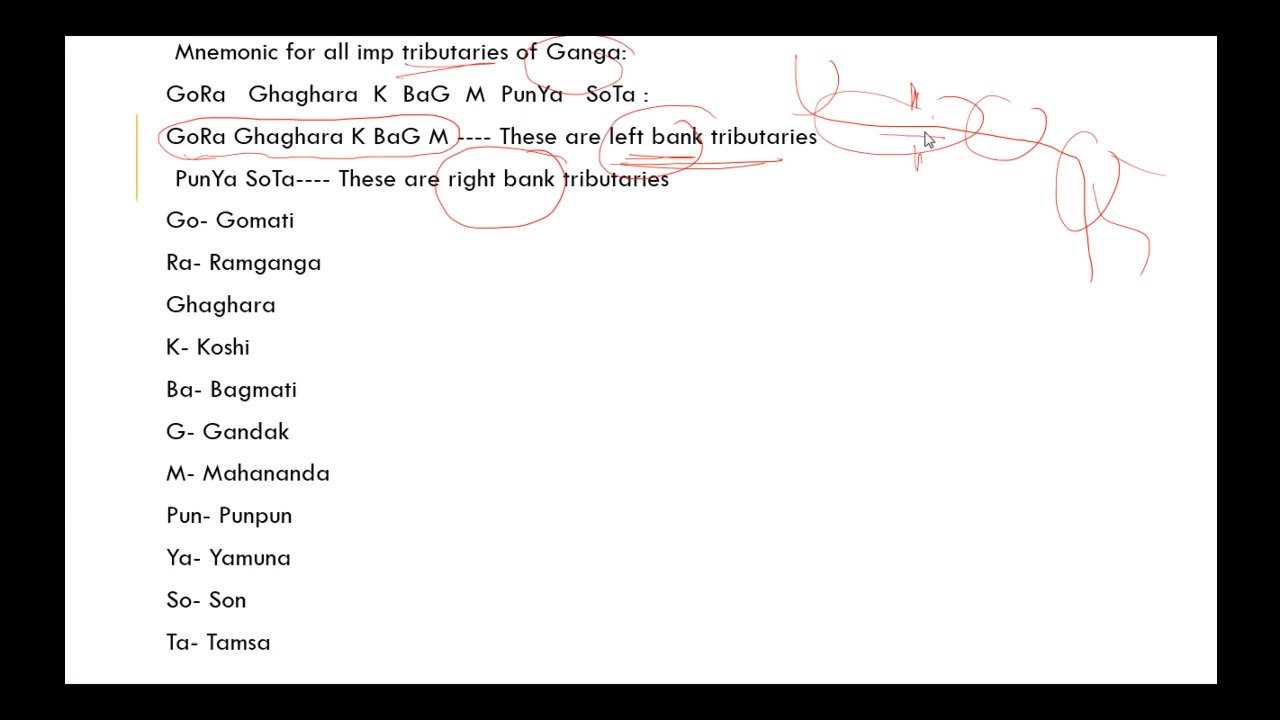 Mnemonic for all imp tributaries of Ganga:
GoRa Ghaghara K BaG M PunYa SoTa :
GoRa Ghaghara K BaG M ---- These are left bank tributaries
PunYa SoTa---- These are right bank tributaries
Go- Gomati
Ra- Ramganga
Ghaghara
K- Koshi
Ba- Bagmati
G- Gandak
M- Mahananda
Pun- Punpun
Ya- Yamuna
So- Son
Ta- Tamsa